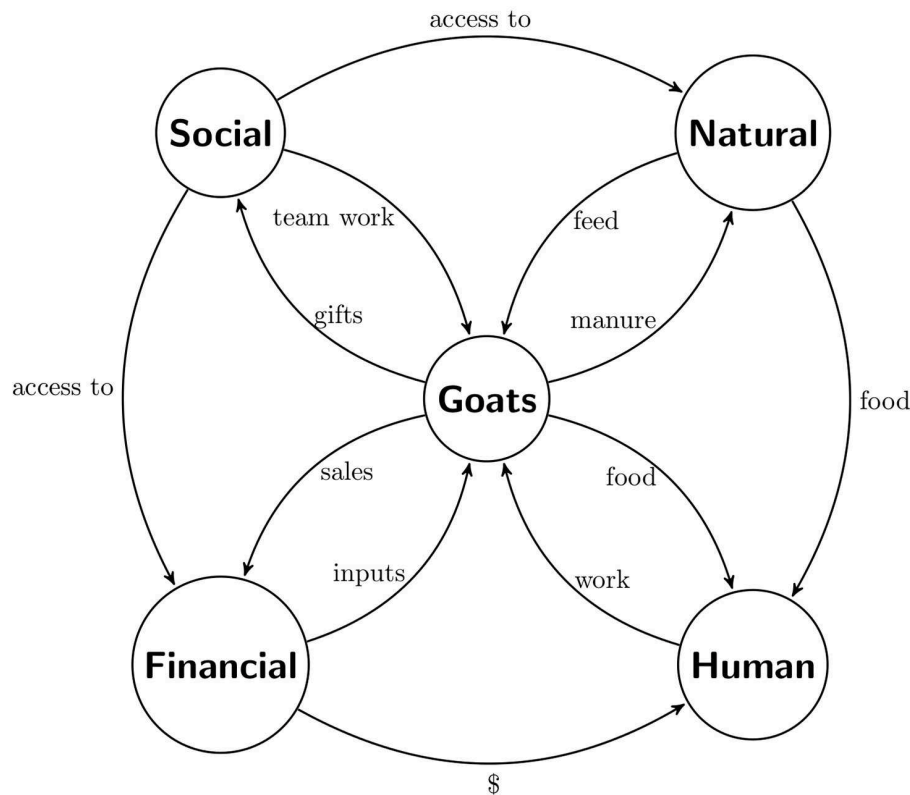 access to
Social
Natural
team work
feed
gifts
manure
access to
Goats
food
sales
food
inputs
work
Financial
Human
$